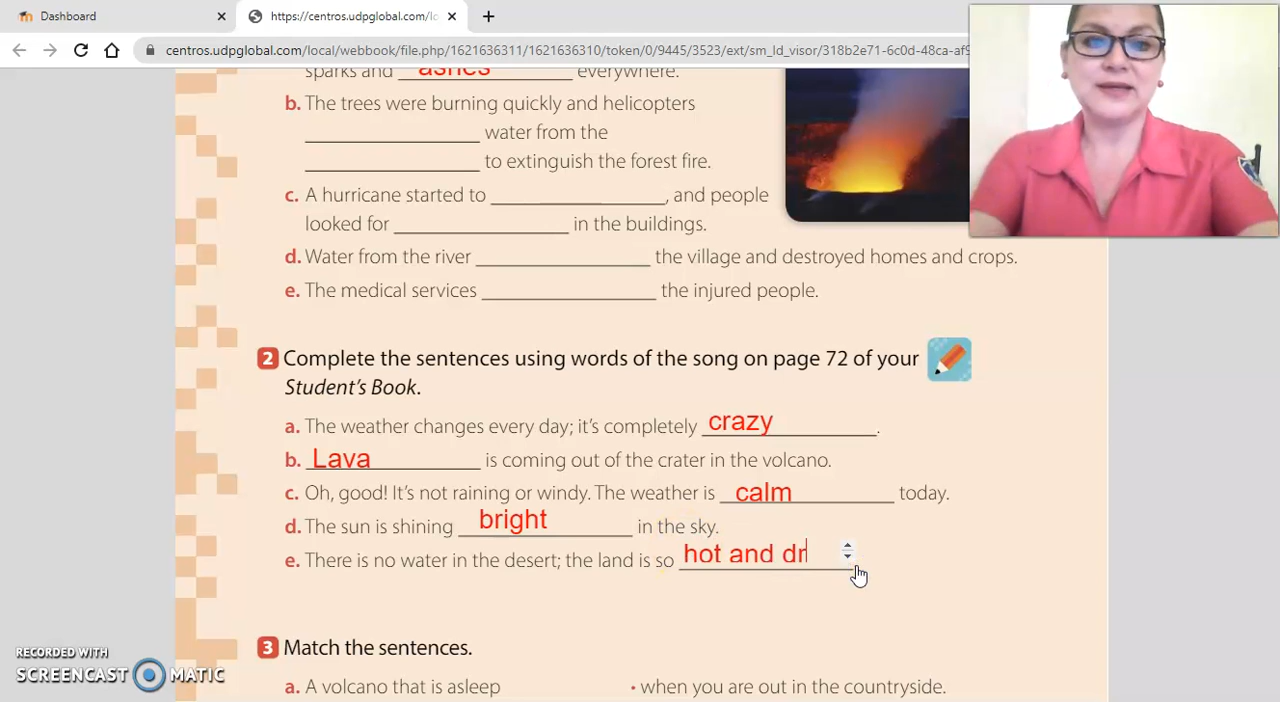 Dashboard
https://centros.udpglobal.com/lo
centros.udpglobal.com/local/webbook/file.php/1621636311/1621636310/token/0/9445/3523/ext/sm_ld_visor/318b2e71-6c0d-48ca-af9
sparks and ashes everywhere.
b. The trees were burning quickly and helicopters
water from the
to extinguish the forest fire.
c. A hurricane started to , and people
looked for in the buildings.
d. Water from the river the village and destroyed homes and crops.
e. The medical services the injured people.
2 Complete the sentences using words of the song on page 72 of your
Student's Book.
a. The weather changes every day; it's completely crazy .
b. Lava is coming out of the crater in the volcano.
c. Oh, good! It's not raining or windy. The weather is calm today.
d. The sun is shining bright in the sky.
e. There is no water in the desert; the land is so hot and dr
3 Match the sentences.
a. A volcano that is asleep • when you are out in the countryside.
RECORDED WITH
SCREENCAST MATIC